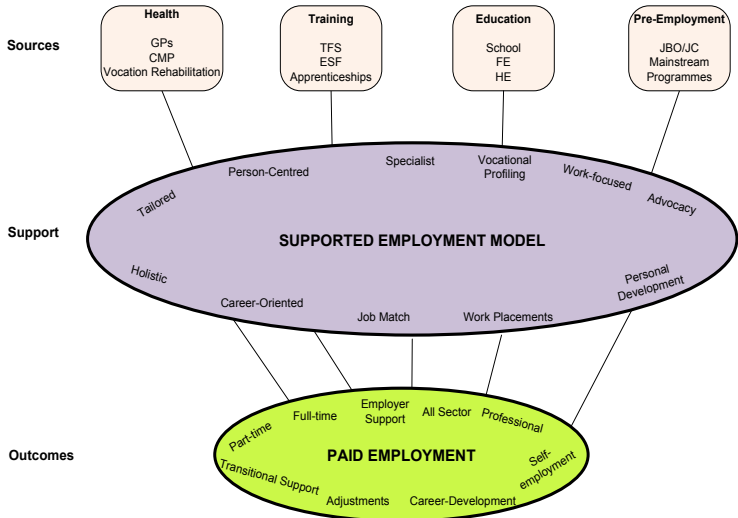 Sources
Health
GPs
CMP
Vocation Rehabilitation
Training
TFS
ESF
Apprenticeships
Education
School
FE
HE
Pre-Employment
JBO/JC
Mainstream
Programmes
Support
Tailored
Person-Centred
Specialist
Vocational
Profiling
Work-focused
Advocacy
SUPPORTED EMPLOYMENT MODEL
Holistic
Career-Oriented
Job Match
Work Placements
Personal
Development
Outcomes
Part-time
Full-time
Employer
Support
All Sector
Professional
Self-
employment
PAID EMPLOYMENT
Transitional Support
Adjustments
Career-Development